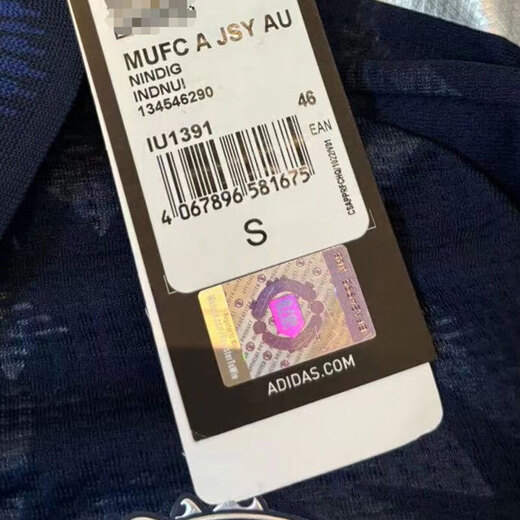 MUFC A JSY AU
NINDIG
INDNUI
134546290
46
IU1391
EAN
4 067896 581675
S
ADIDAS.COM